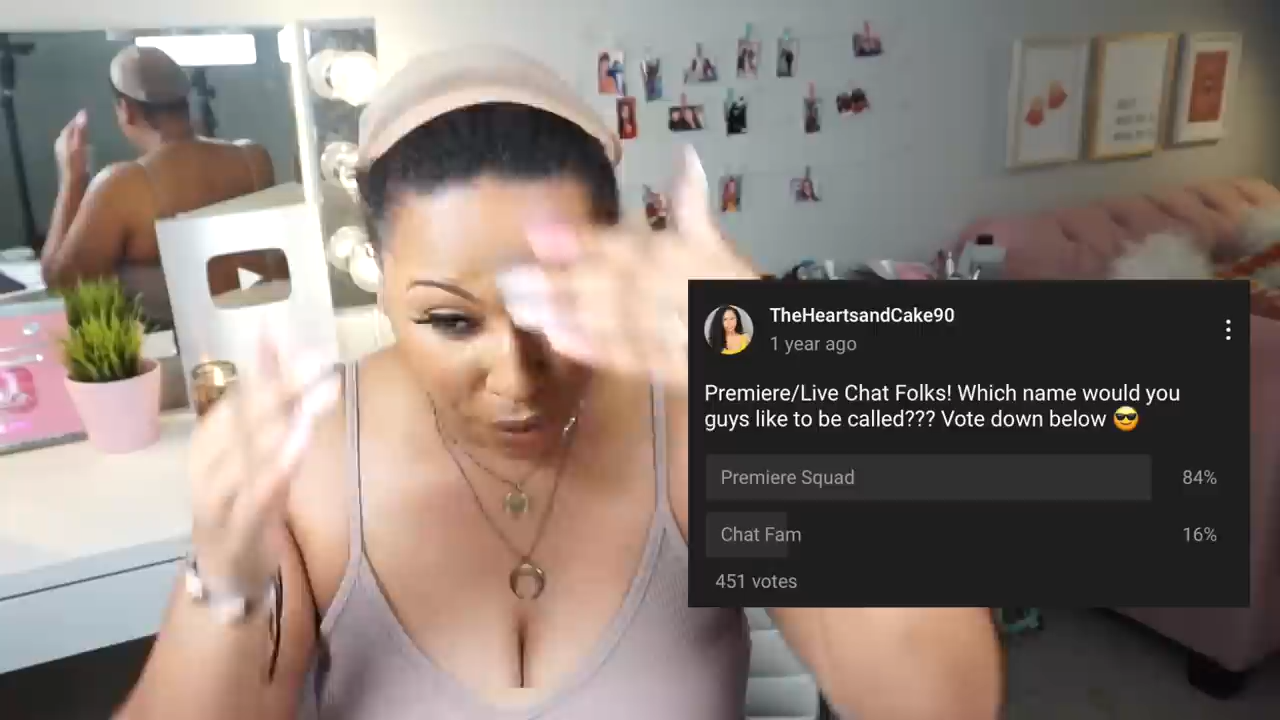 TheHeartsandCake90
1 year ago
Premiere/Live Chat Folks! Which name would you
guys like to be called??? Vote down below 😎
Premiere Squad 84%
Chat Fam 16%
451 votes